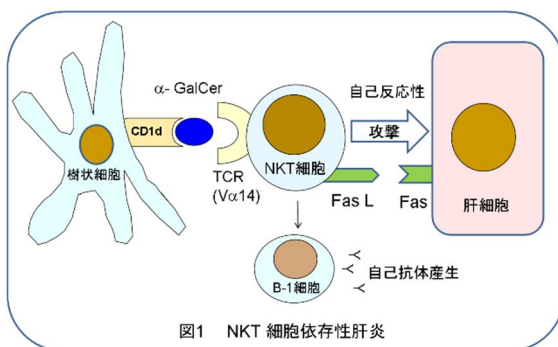 α- GalCer
CD1d
樹状細胞
TCR
(Vα14)
NKT細胞
自己反応性
攻撃
Fas L
Fas
肝細胞
B-1細胞
自己抗体産生
図1 NKT 細胞依存性肝炎